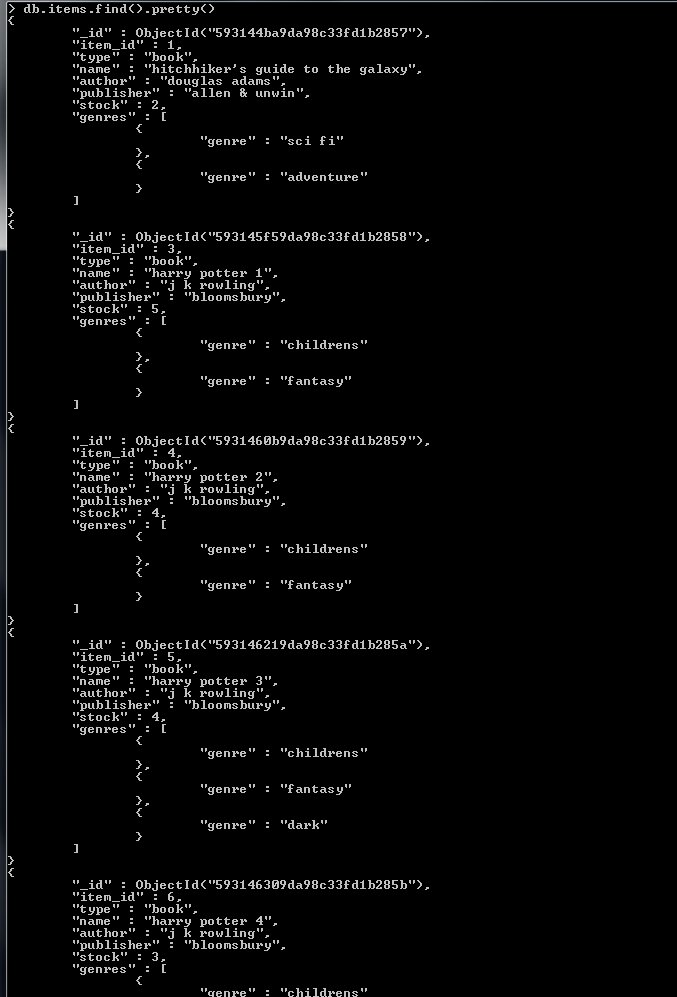 > db.items.find().pretty()
{
"_id" : ObjectId("593144ba9da98c33fd1b2857"),
"item_id" : 1,
"type" : "book",
"name" : "hitchhiker's guide to the galaxy",
"author" : "douglas adams",
"publisher" : "allen & unwin",
"stock" : 2,
"genres" : [
{
"genre" : "sci fi"
},
{
"genre" : "adventure"
}
]
}
{
"_id" : ObjectId("593145f59da98c33fd1b2858"),
"item_id" : 3,
"type" : "book",
"name" : "harry potter 1",
"author" : "j k rowling",
"publisher" : "bloomsbury",
"stock" : 5,
"genres" : [
{
"genre" : "childrens"
},
{
"genre" : "fantasy"
}
]
}
{
"_id" : ObjectId("5931460b9da98c33fd1b2859"),
"item_id" : 4,
"type" : "book",
"name" : "harry potter 2",
"author" : "j k rowling",
"publisher" : "bloomsbury",
"stock" : 4,
"genres" : [
{
"genre" : "childrens"
},
{
"genre" : "fantasy"
}
]
}
{
"_id" : ObjectId("593146219da98c33fd1b285a"),
"item_id" : 5,
"type" : "book",
"name" : "harry potter 3",
"author" : "j k rowling",
"publisher" : "bloomsbury",
"stock" : 4,
"genres" : [
{
"genre" : "childrens"
},
{
"genre" : "fantasy"
},
{
"genre" : "dark"
}
]
}
{
"_id" : ObjectId("593146309da98c33fd1b285b"),
"item_id" : 6,
"type" : "book",
"name" : "harry potter 4",
"author" : "j k rowling",
"publisher" : "bloomsbury",
"stock" : 3,
"genres" : [
{
"genre" : "childrens"